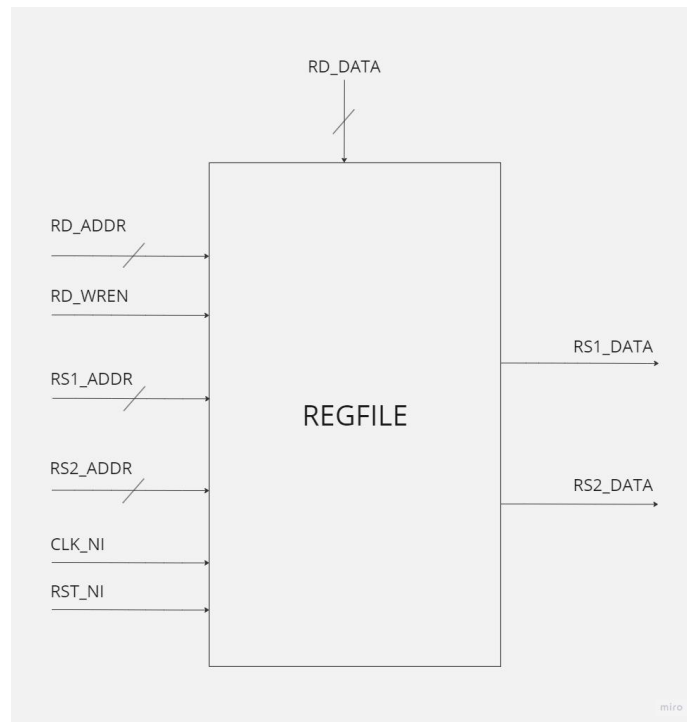 RD_DATA
RD_ADDR
RD_WREN
RS1_ADDR
RS2_ADDR
CLK_NI
RST_NI
REGFILE
RS1_DATA
RS2_DATA
miro